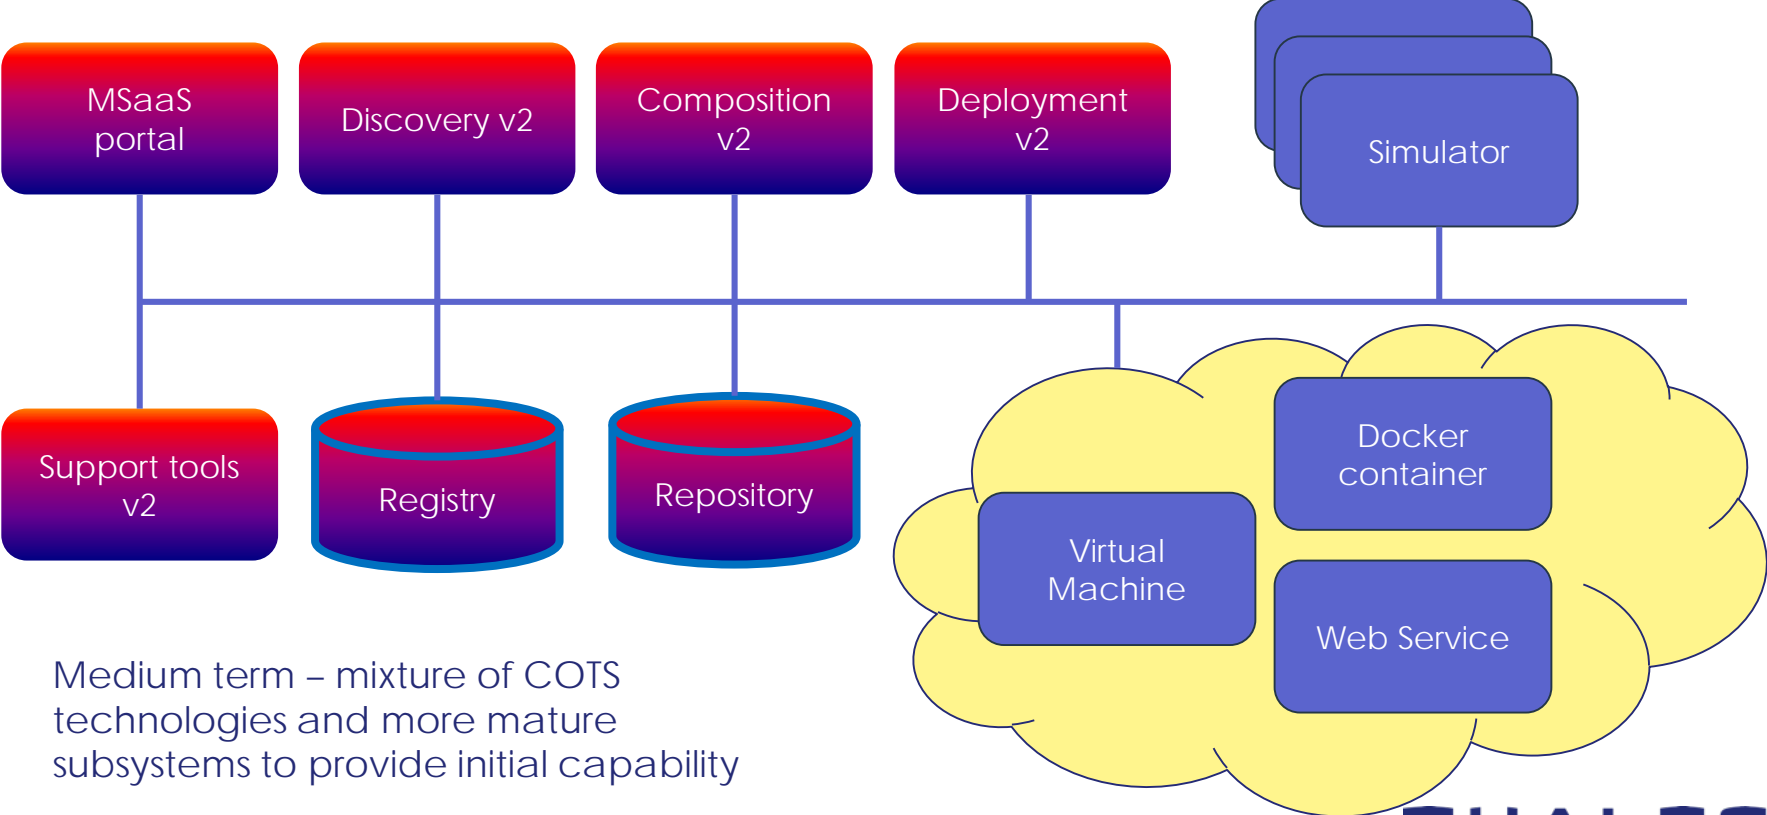 MSaaS
portal
Discovery v2
Composition
v2
Deployment
v2
Simulator
Support tools
v2
Registry
Repository
Docker
container
Virtual
Machine
Web Service
Medium term – mixture of COTS
technologies and more mature
subsystems to provide initial capability